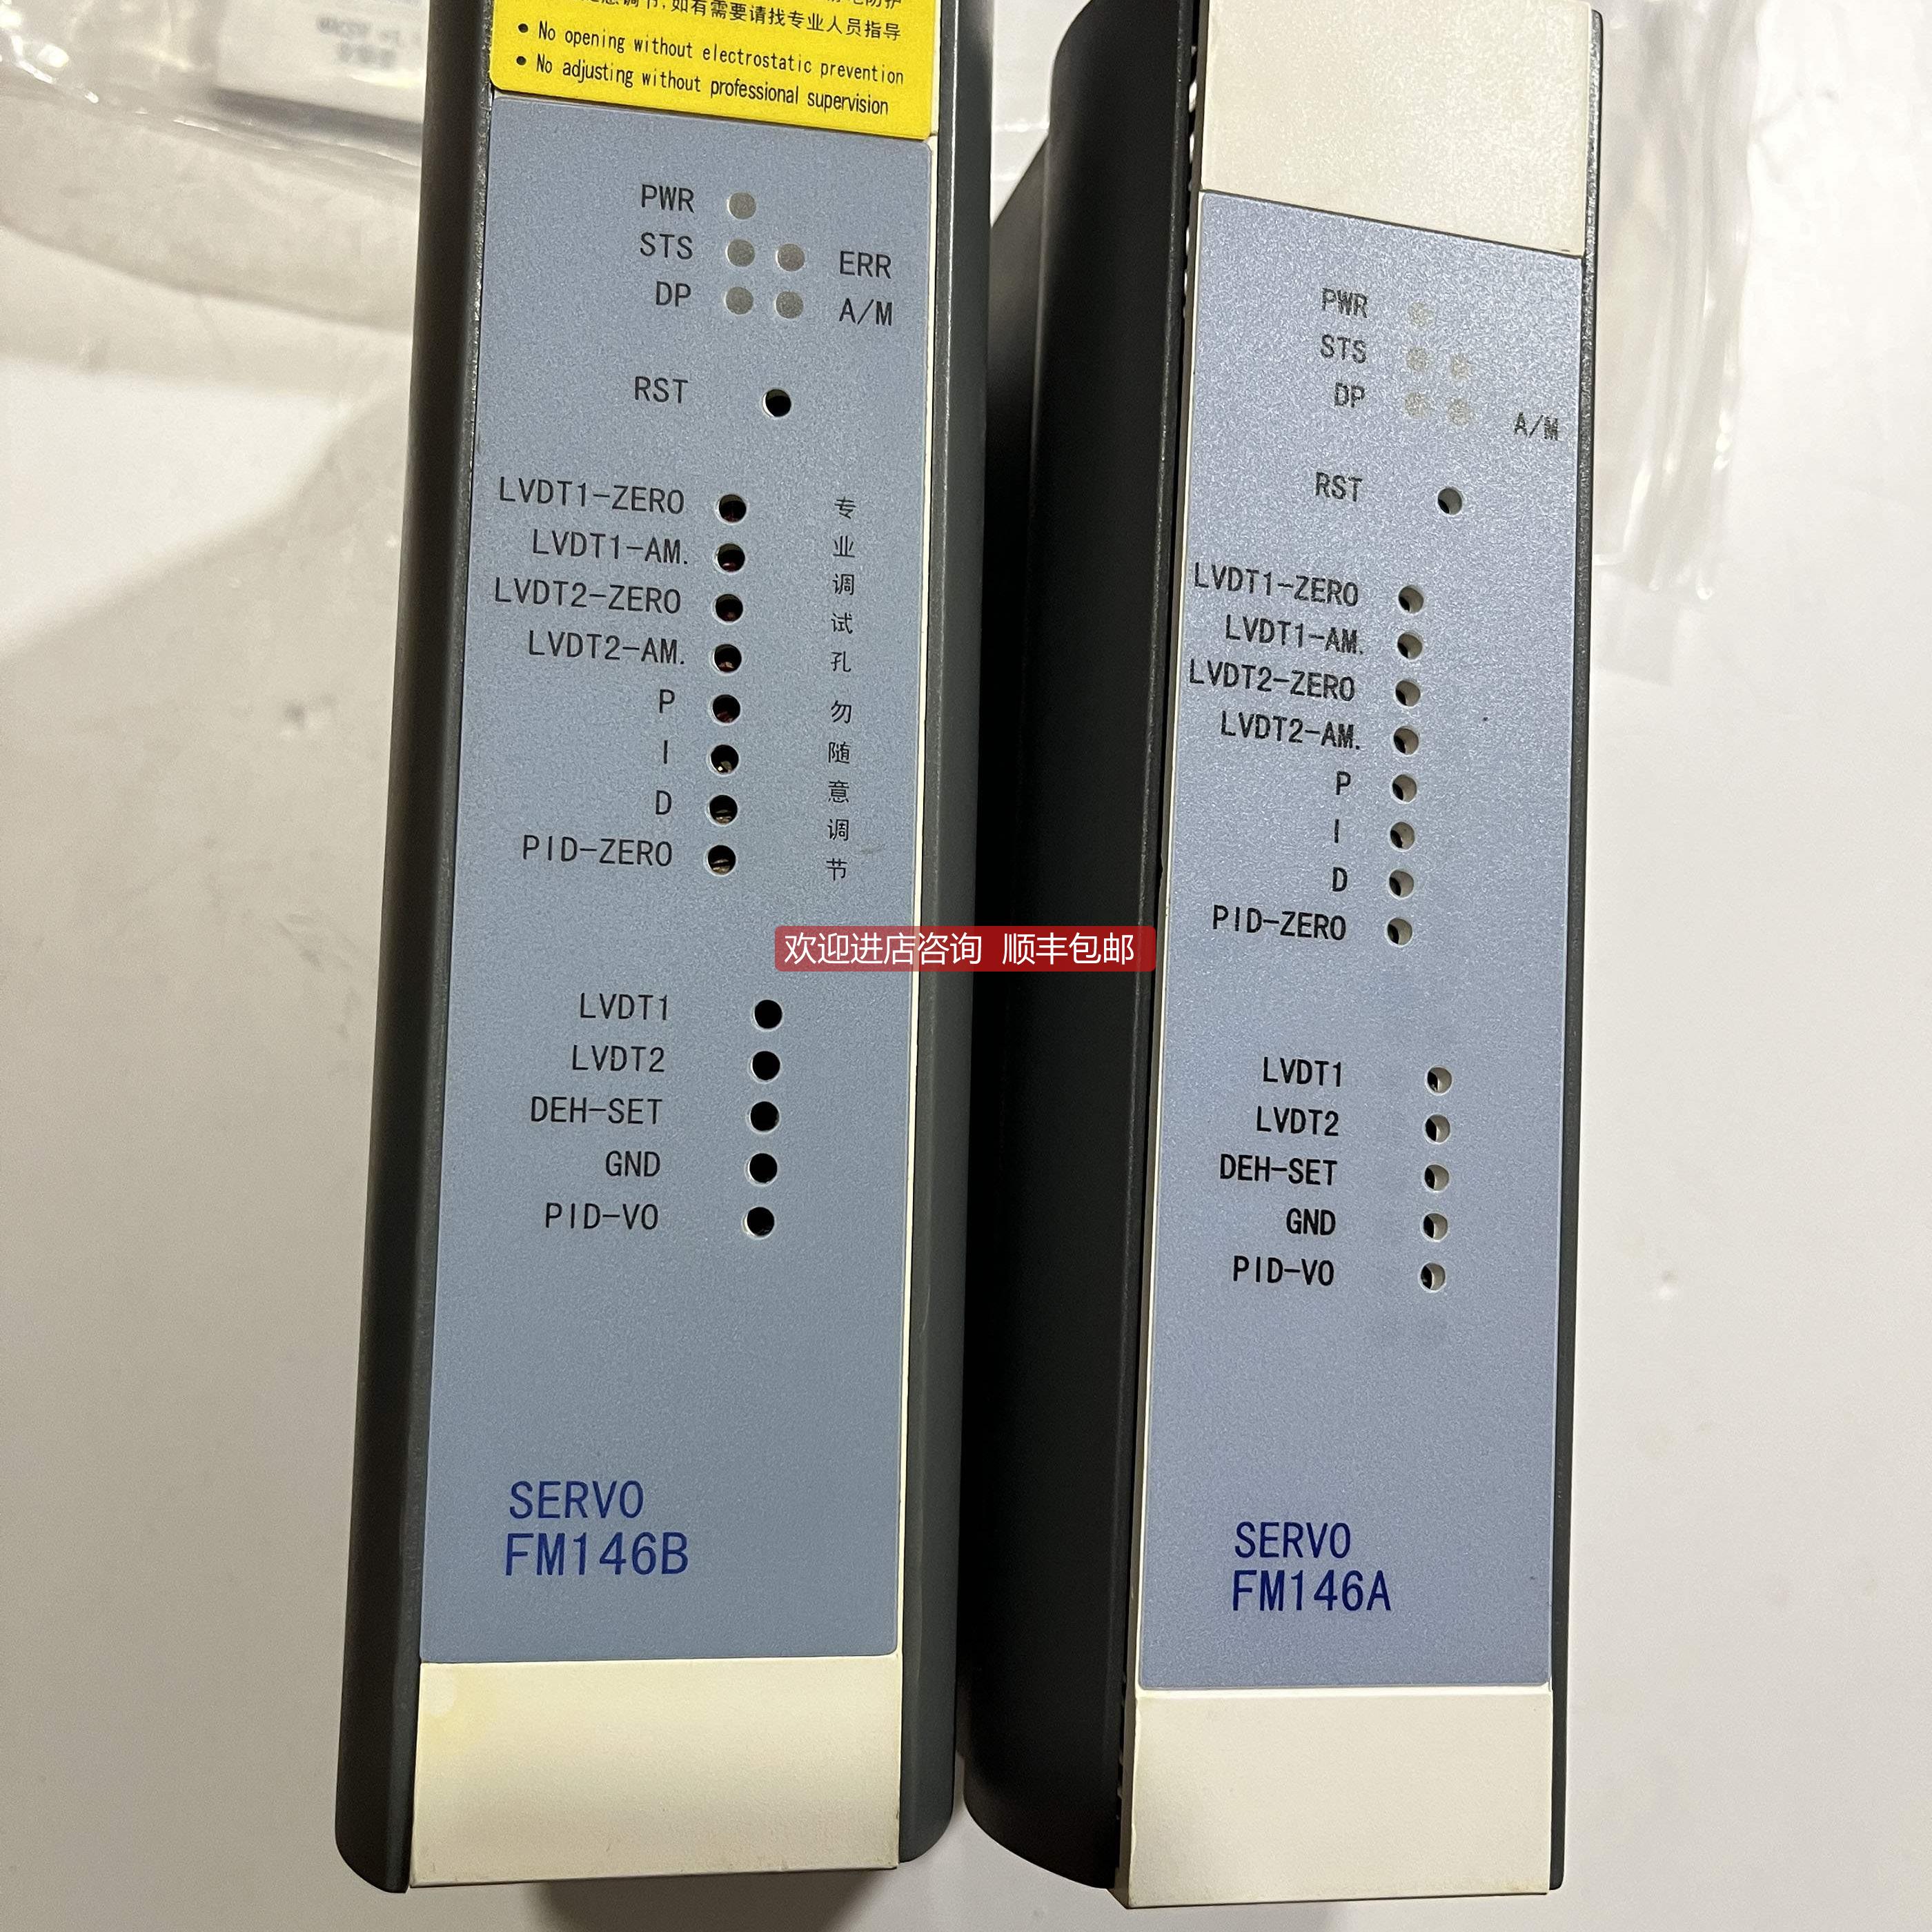 意调节,如有需要请找专业人员指导
• No opening without electrostatic prevention
• No adjusting without professional supervision
PWR
STS ERR
DP A/M
RST
LVDT1-ZERO
LVDT1-AM.
LVDT2-ZERO
LVDT2-AM.
P
I
D
PID-ZERO
专业调试孔勿随意调节
LVDT1
LVDT2
DEH-SET
GND
PID-VO
SERVO
FM146B
PWR
STS
DP A/M
RST
LVDT1-ZERO
LVDT1-AM.
LVDT2-ZERO
LVDT2-AM.
P
I
D
PID-ZERO
LVDT1
LVDT2
DEH-SET
GND
PID-VO
SERVO
FM146A
欢迎进店咨询 顺丰包邮